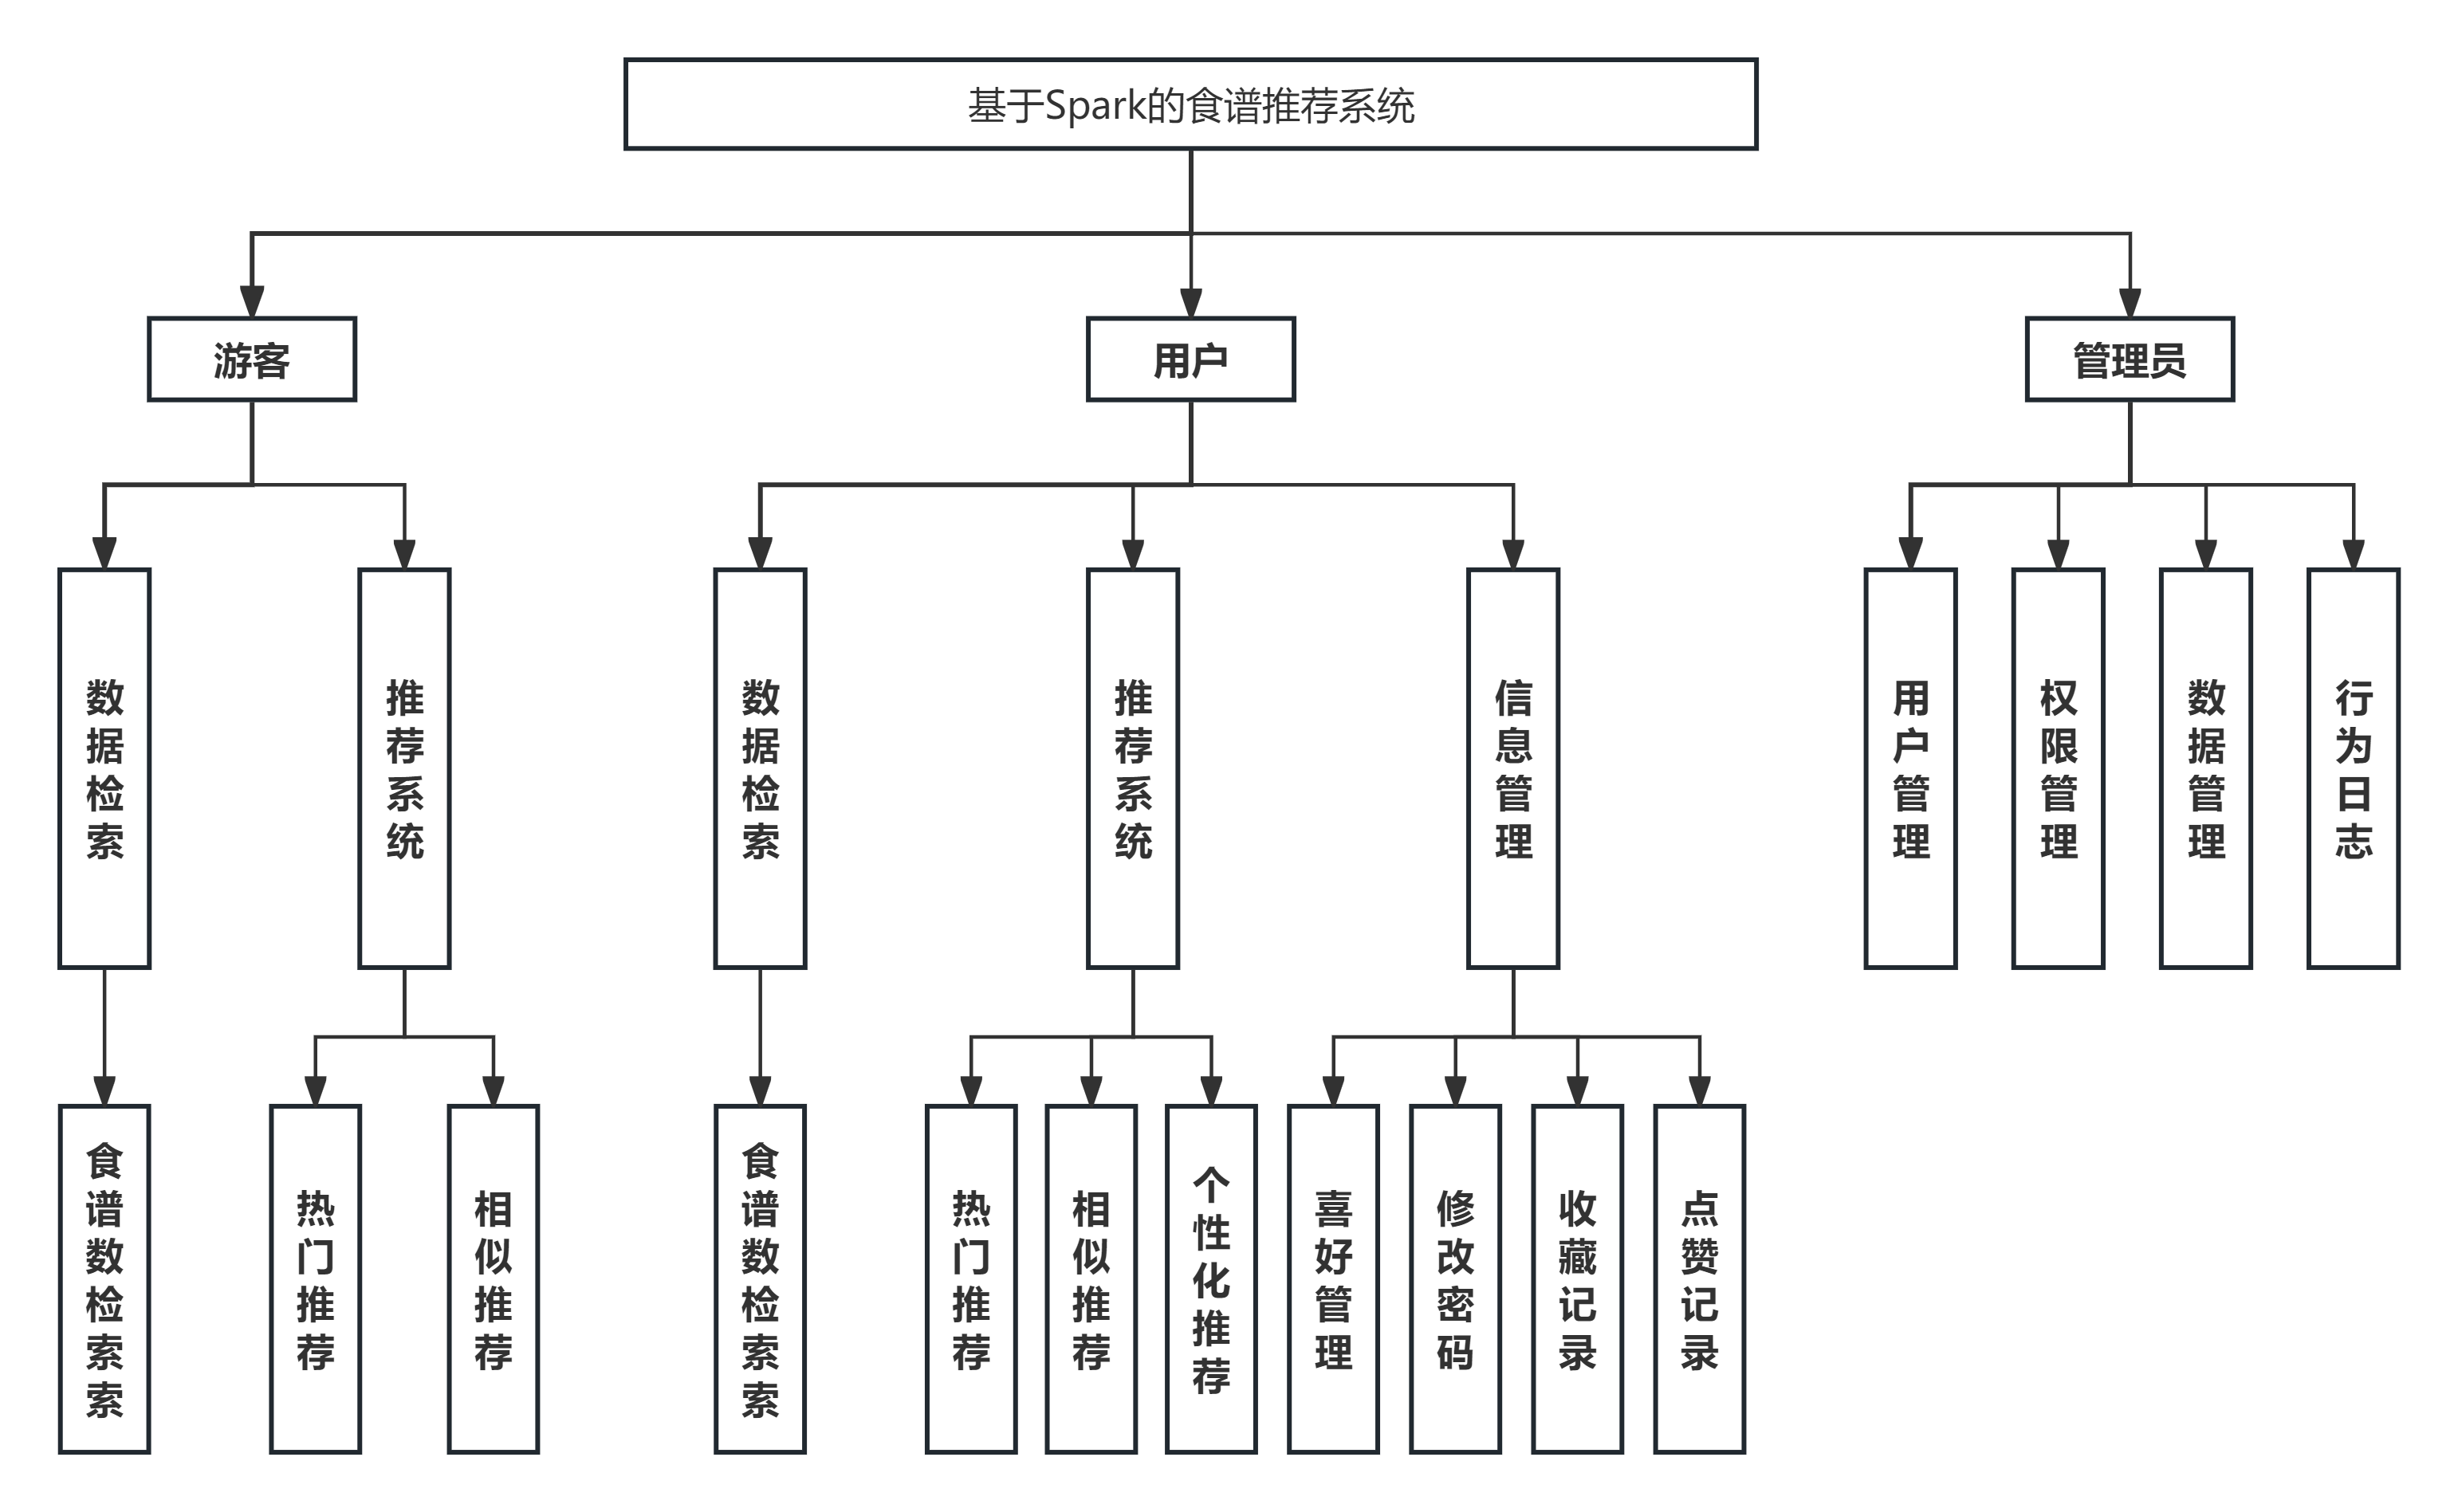 基于Spark的食谱推荐系统
游客
用户
管理员
数据检索
推荐系统
数据检索
推荐系统
信息管理
用户管理
权限管理
数据管理
行为日志
食谱数检索索
热门推荐
相似推荐
食谱数检索索
热门推荐
相似推荐
个性化推荐
喜好管理
修改密码
收藏记录
点赞记录